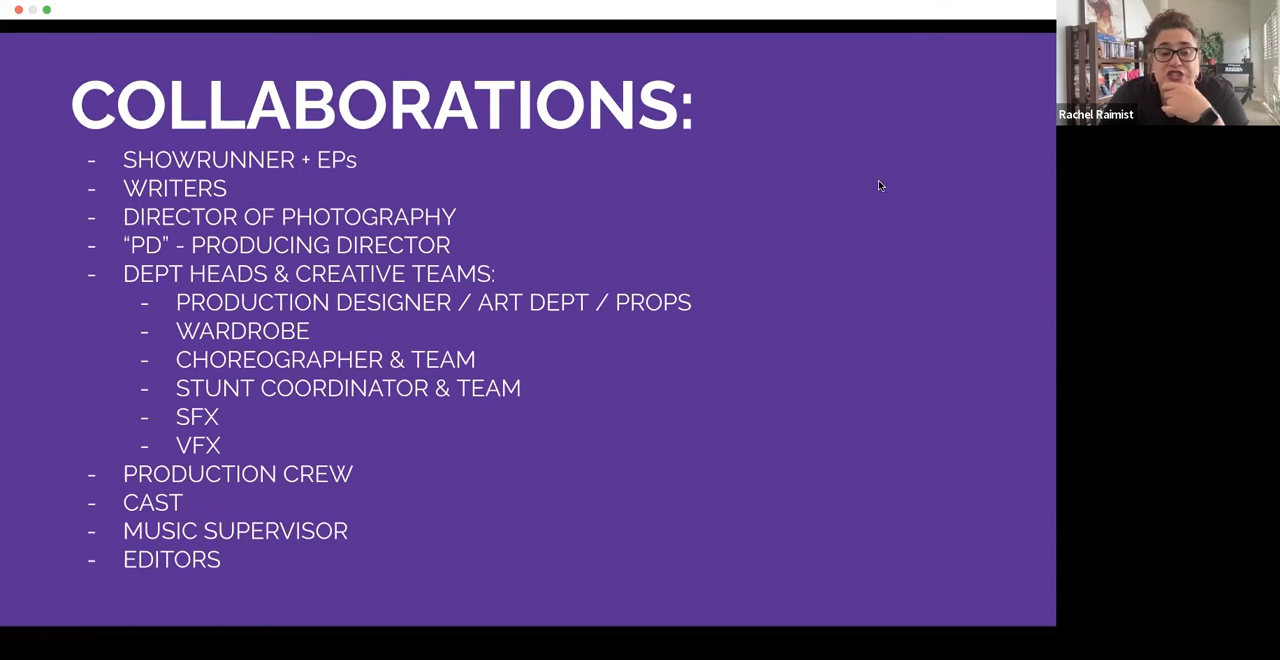 COLLABORATIONS:
- SHOWRUNNER + EPs
- WRITERS
- DIRECTOR OF PHOTOGRAPHY
- “PD” - PRODUCING DIRECTOR
- DEPT HEADS & CREATIVE TEAMS:
- PRODUCTION DESIGNER / ART DEPT / PROPS
- WARDROBE
- CHOREOGRAPHER & TEAM
- STUNT COORDINATOR & TEAM
- SFX
- VFX
- PRODUCTION CREW
- CAST
- MUSIC SUPERVISOR
- EDITORS
Rachel Raimist